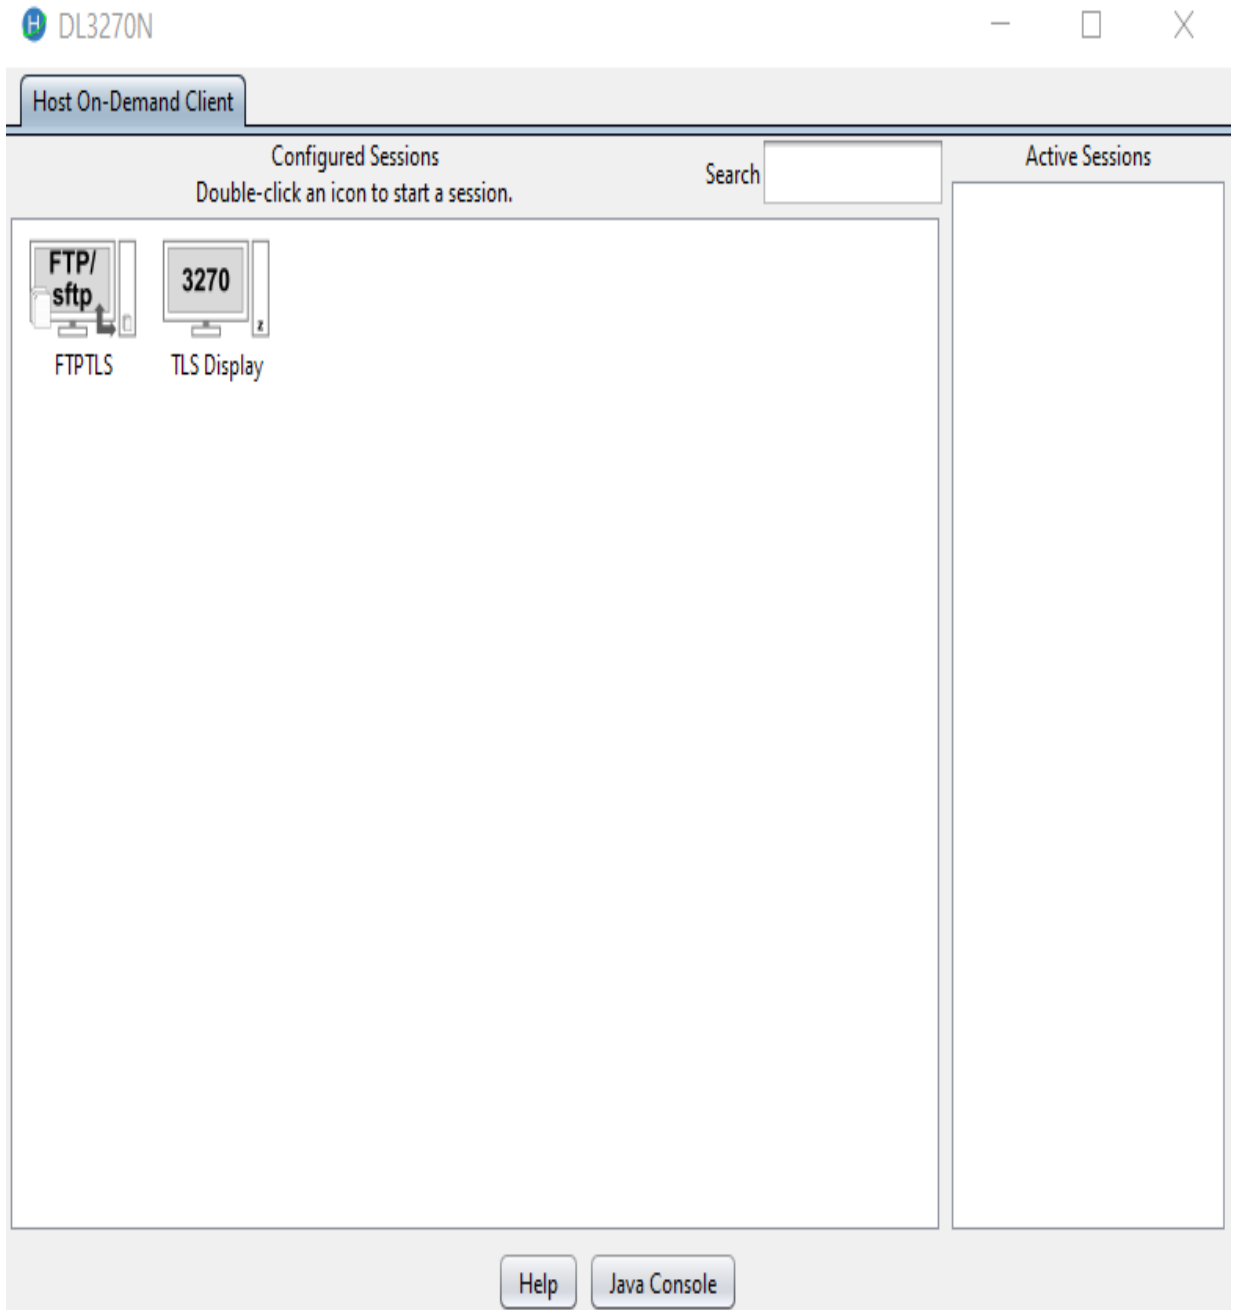 H DL3270N
Host On-Demand Client
Configured Sessions
Double-click an icon to start a session.
Search
Active Sessions
FTP/
sftp
FTPTLS
3270
z
TLS Display
Help
Java Console